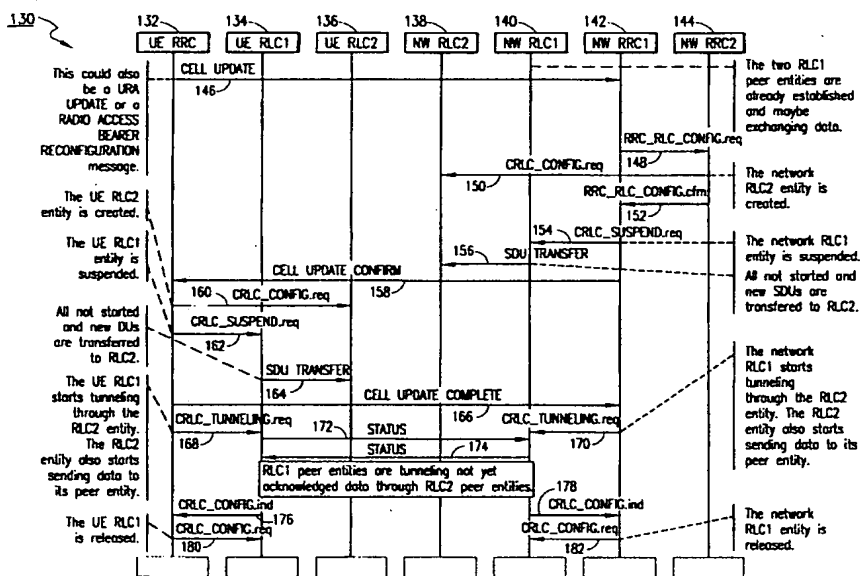 130
132 134 136 138 140 142 144
UE RRC UE RLC1 UE RLC2 NW RLC2 NW RLC1 NW RRC1 NW RRC2
CELL UPDATE
146
This could also
be a URA
UPDATE or a
RADIO ACCESS
BEARER
RECONFIGURATION
message.
The two RLC1
peer entities are
already established
and maybe
exchanging data.
RRC_RLC_CONFIG.req
148
CRLC_CONFIG.req
150
The network
RLC2 entity is
created.
RRC_RLC_CONFIG.cfm
152
The UE RLC2
entity is created.
154 CRLC_SUSPEND.req
The network RLC1
entity is suspended.
156 SDU TRANSFER
All not started and
new SDUs are
transfered to RLC2.
The UE RLC1
entity is
suspended.
CELL UPDATE CONFIRM
158
160 CRLC_CONFIG.req
CRLC_SUSPEND.req
162
All not started
and new DUs
are transferred
to RLC2.
SDU TRANSFER
164
CELL UPDATE COMPLETE
166
The network
RLC1 starts
tunneling
through the RLC2
entity. The RLC2
entity also starts
sending data to
its peer entity.
The UE RLC1
starts tunneling
through the
RLC2 entity.
The RLC2
entity also starts
sending data to
its peer entity.
CRLC_TUNNELING.req
168
172 STATUS
CRLC_TUNNELING.req
170
STATUS
174
RLC1 peer entities are tunneling not yet
acknowledged data through RLC2 peer entities.
178
CRLC_CONFIG.ind
176
CRLC_CONFIG.ind
The UE RLC1
is released.
CRLC_CONFIG.req
180
CRLC_CONFIG.req
182
The network
RLC1 entity is
released.